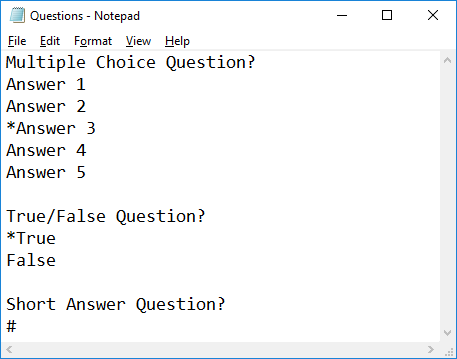 Questions - Notepad
File Edit Format View Help
Multiple Choice Question?
Answer 1
Answer 2
*Answer 3
Answer 4
Answer 5

True/False Question?
*True
False

Short Answer Question?
#